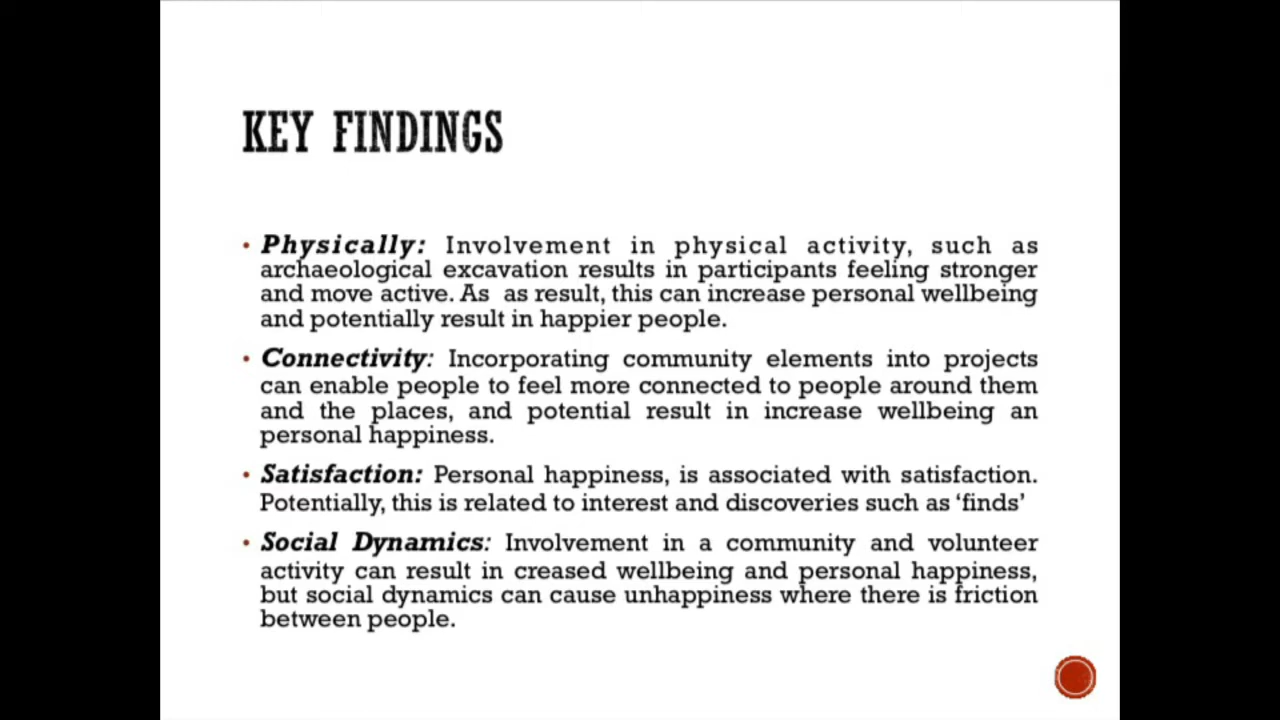 KEY FINDINGS
• Physically: Involvement in physical activity, such as
archaeological excavation results in participants feeling stronger
and move active. As as result, this can increase personal wellbeing
and potentially result in happier people.
• Connectivity: Incorporating community elements into projects
can enable people to feel more connected to people around them
and the places, and potential result in increase wellbeing an
personal happiness.
• Satisfaction: Personal happiness, is associated with satisfaction.
Potentially, this is related to interest and discoveries such as ‘finds’
• Social Dynamics: Involvement in a community and volunteer
activity can result in creased wellbeing and personal happiness,
but social dynamics can cause unhappiness where there is friction
between people.